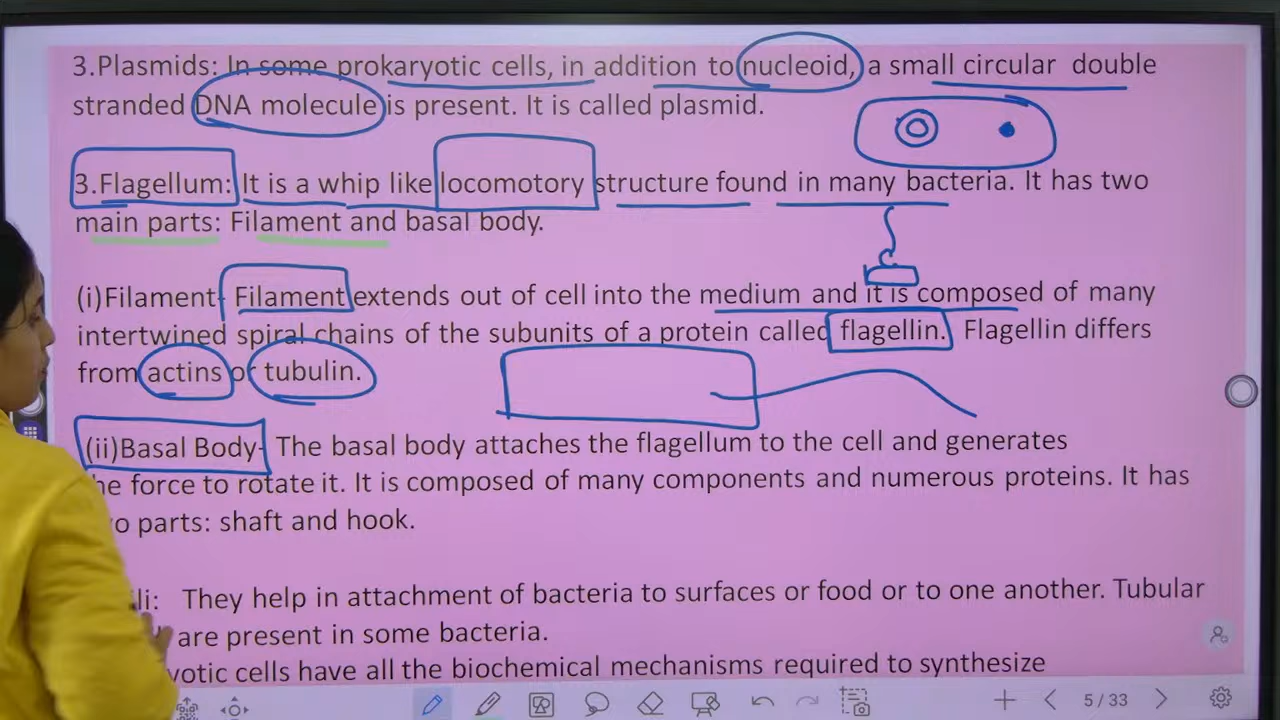 3.Plasmids: In some prokaryotic cells, in addition to nucleoid, a small circular double
stranded DNA molecule is present. It is called plasmid.
3.Flagellum: It is a whip like locomotory structure found in many bacteria. It has two
main parts: Filament and basal body.
(i)Filament- Filament extends out of cell into the medium and it is composed of many
intertwined spiral chains of the subunits of a protein called flagellin. Flagellin differs
from actins or tubulin.
(ii)Basal Body- The basal body attaches the flagellum to the cell and generates
he force to rotate it. It is composed of many components and numerous proteins. It has
o parts: shaft and hook.
li: They help in attachment of bacteria to surfaces or food or to one another. Tubular
are present in some bacteria.
yotic cells have all the biochemical mechanisms required to synthesize
5 / 33